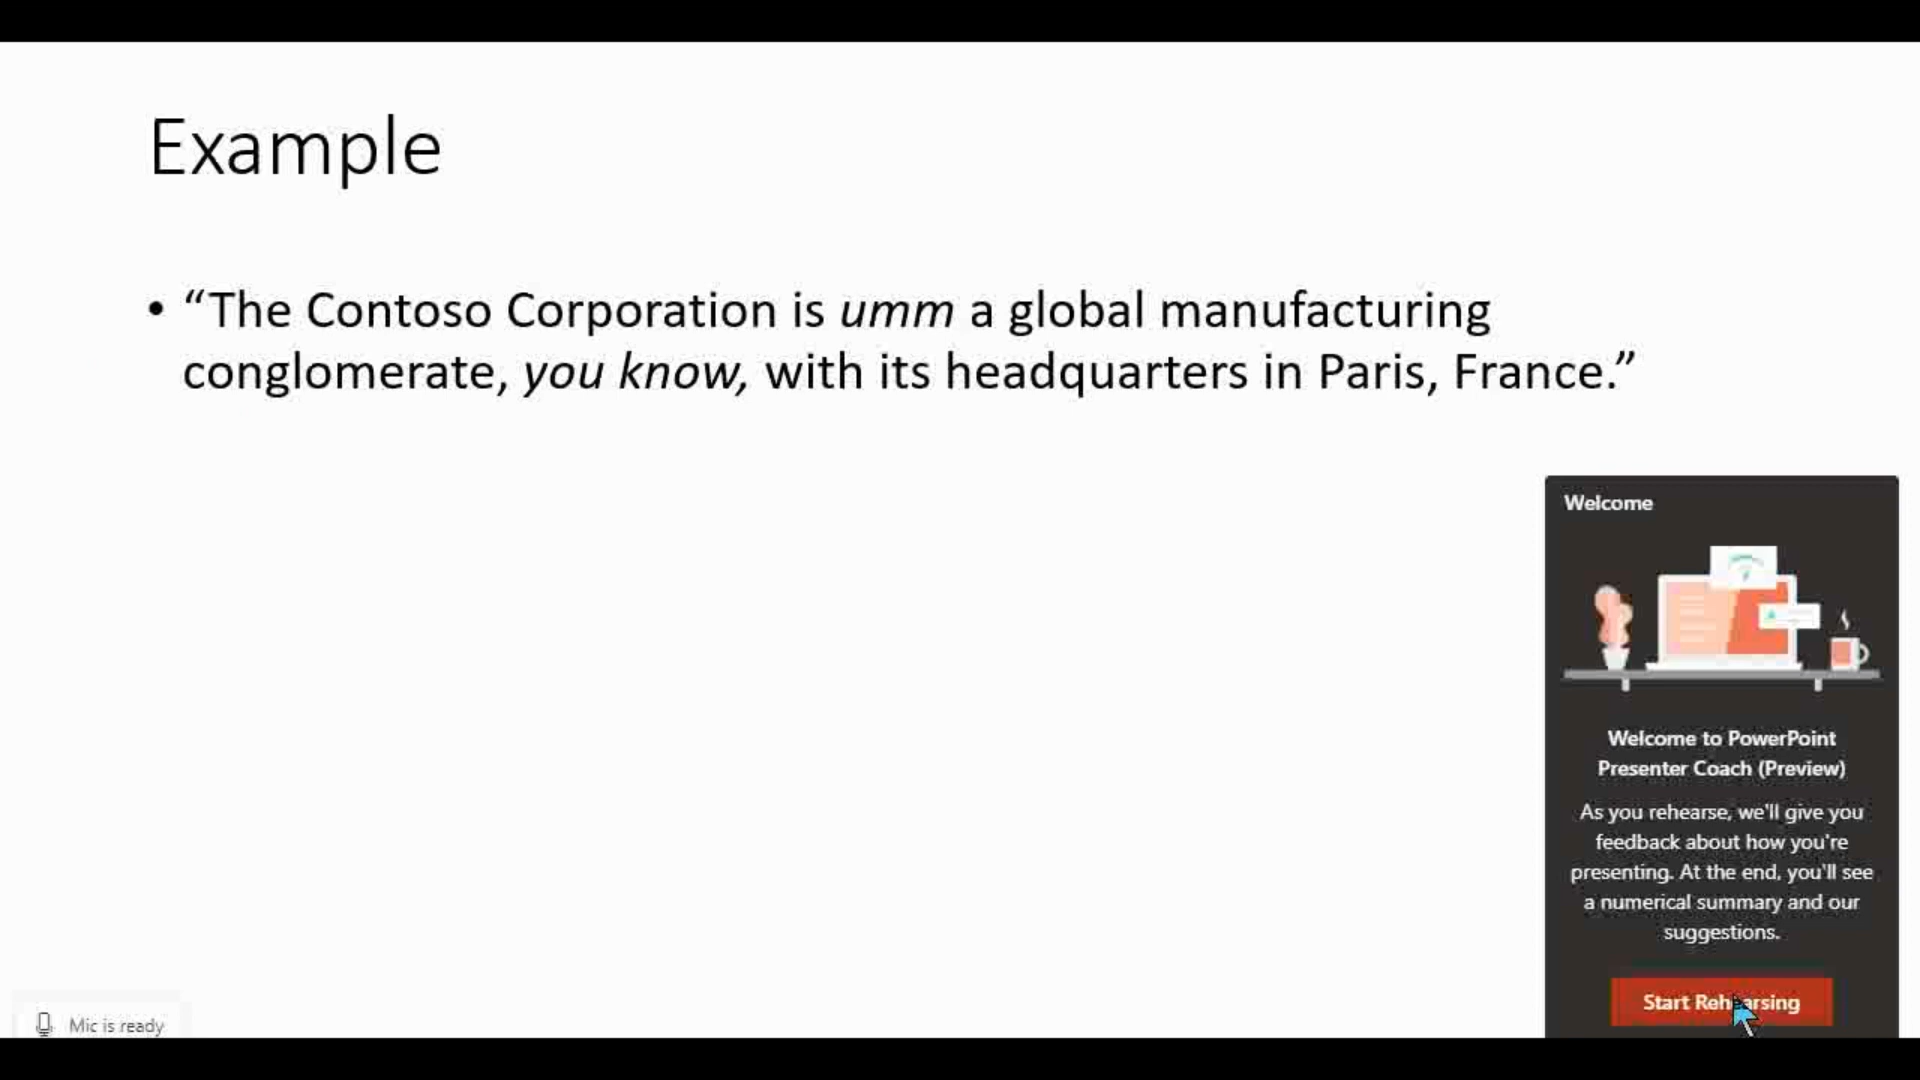 Example
• “The Contoso Corporation is umm a global manufacturing
conglomerate, you know, with its headquarters in Paris, France.”
Welcome
Welcome to PowerPoint
Presenter Coach (Preview)
As you rehearse, we'll give you
feedback about how you're
presenting. At the end, you'll see
a numerical summary and our
suggestions.
Start Rehearsing
Mic is ready